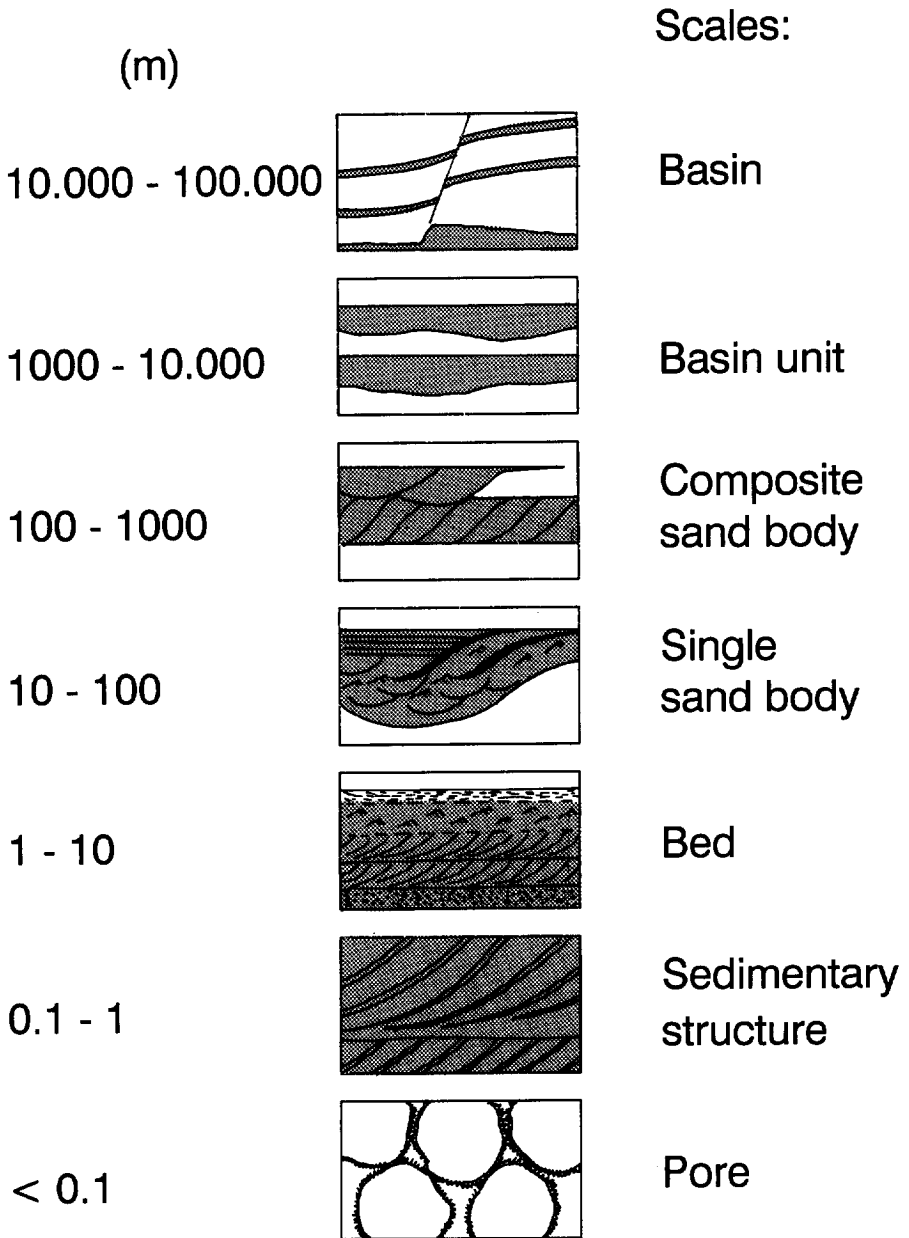 Scales:
(m)
10.000 - 100.000
Basin
1000 - 10.000
Basin unit
100 - 1000
Composite
sand body
10 - 100
Single
sand body
1 - 10
Bed
0.1 - 1
Sedimentary
structure
< 0.1
Pore